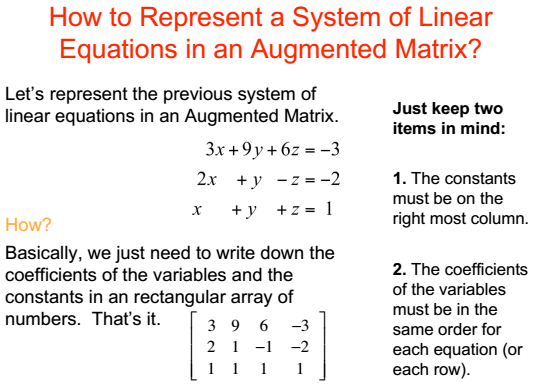 How to Represent a System of Linear
Equations in an Augmented Matrix?
Let's represent the previous system of
linear equations in an Augmented Matrix.
3x + 9y + 6z = −3
2x + y − z = −2
x + y + z = 1
How?
Basically, we just need to write down the
coefficients of the variables and the
constants in an rectangular array of
numbers. That's it.
3 9 6 −3
2 1 −1 −2
1 1 1 1
Just keep two
items in mind:
1. The constants
must be on the
right most column.
2. The coefficients
of the variables
must be in the
same order for
each equation (or
each row).